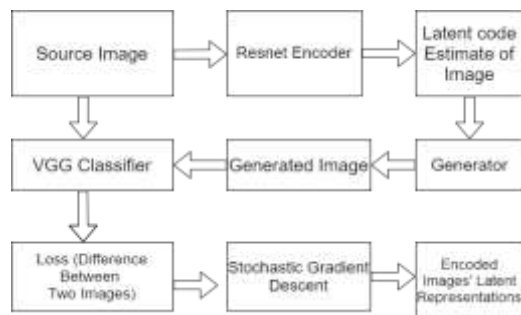 Source Image
Resnet Encoder
Latent code
Estimate of
Image
VGG Classifier
Generated Image
Generator
Loss (Difference
Between
Two Images)
Stochastic Gradient
Descent
Encoded
Images' Latent
Representations